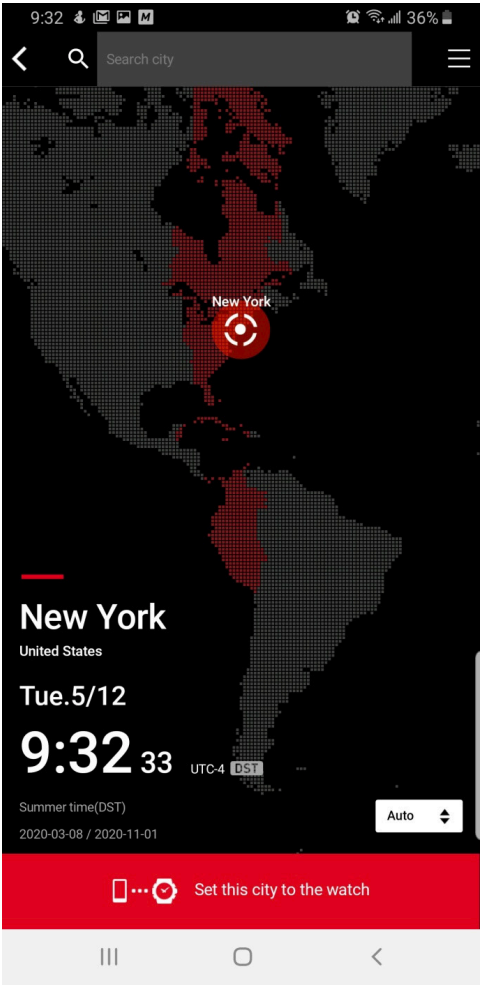 9:32 M 36%
Search city
New York
New York
United States
Tue.5/12
9:32 33 UTC-4 DST
Summer time(DST)
Auto
2020-03-08 / 2020-11-01
Set this city to the watch